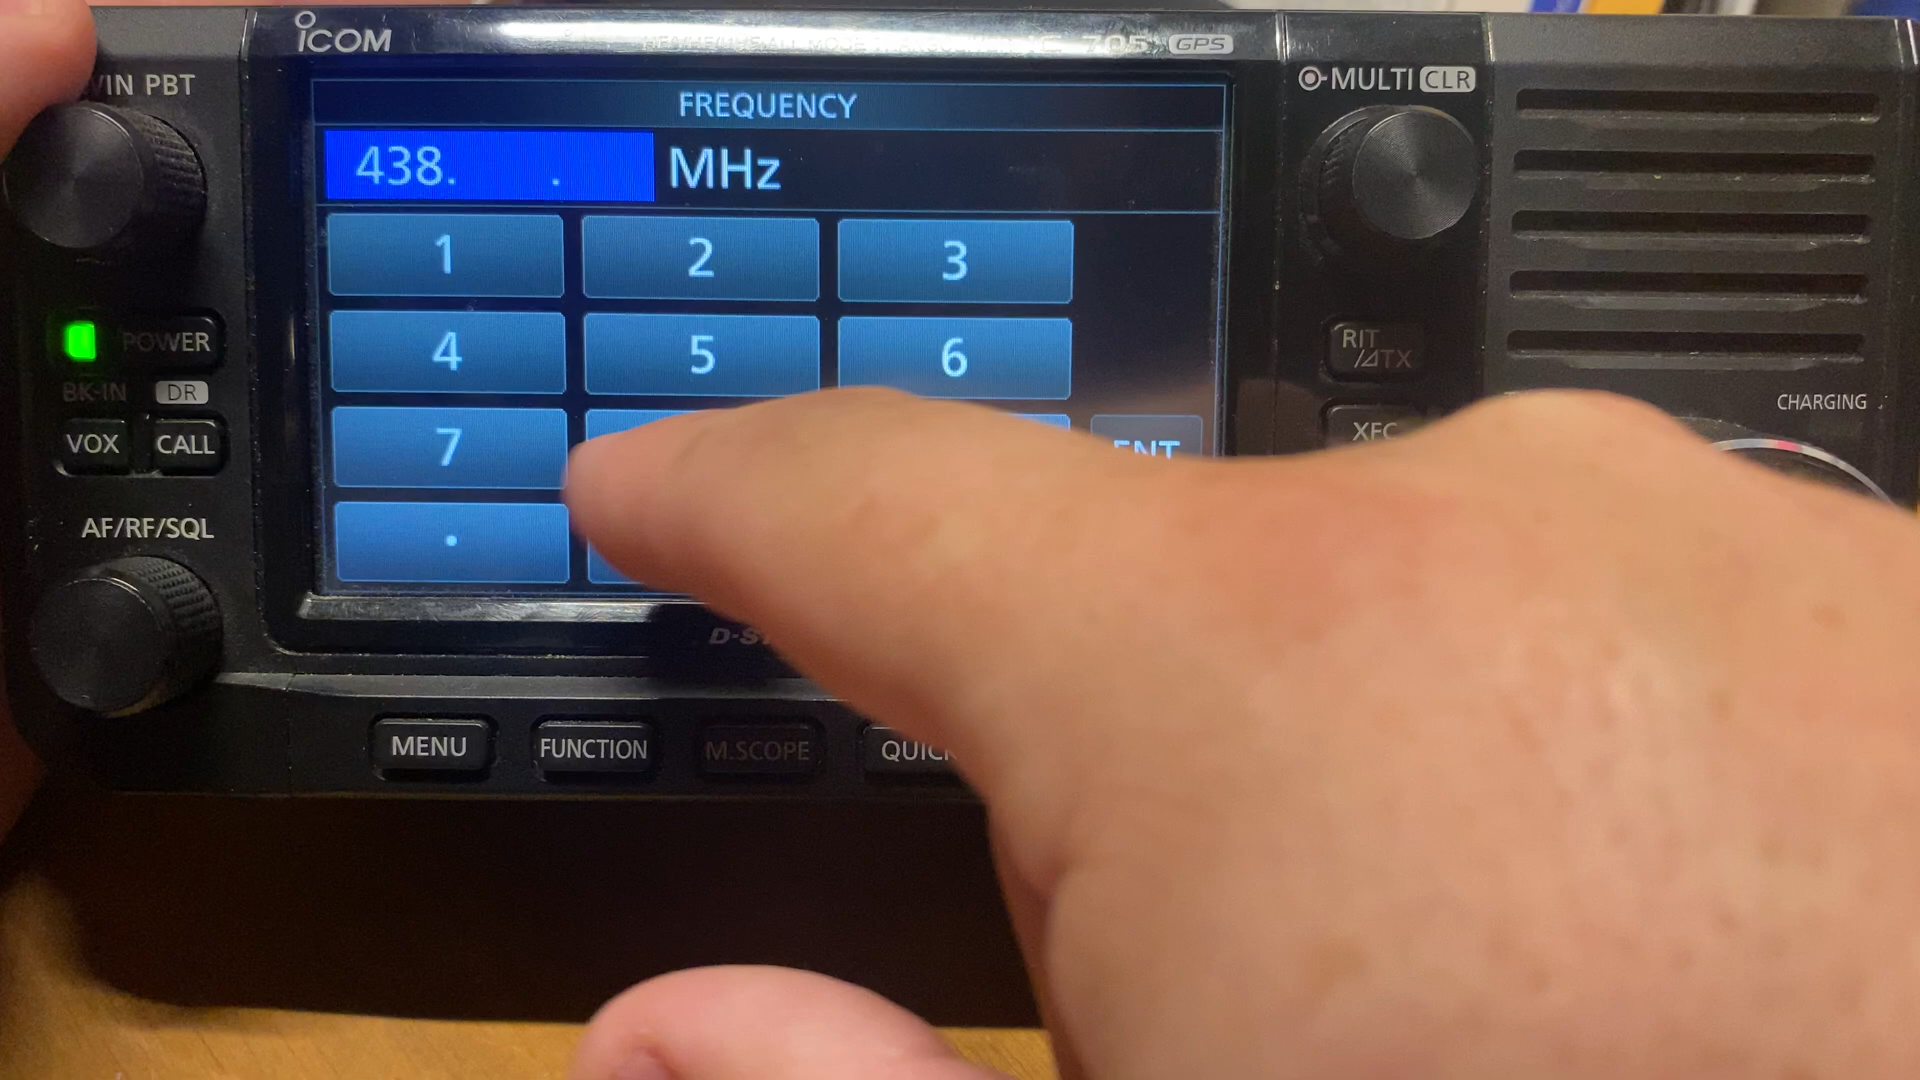 ICOM
IC-705 GPS
TWIN PBT
MULTI CLR
FREQUENCY
438. . MHz
1 2 3
4 5 6
7
ENT
.
POWER
BK-IN DR
VOX CALL
AF/RF/SQL
RIT
/⊿TX
XFC
CHARGING
D-ST
MENU FUNCTION M.SCOPE QUICK